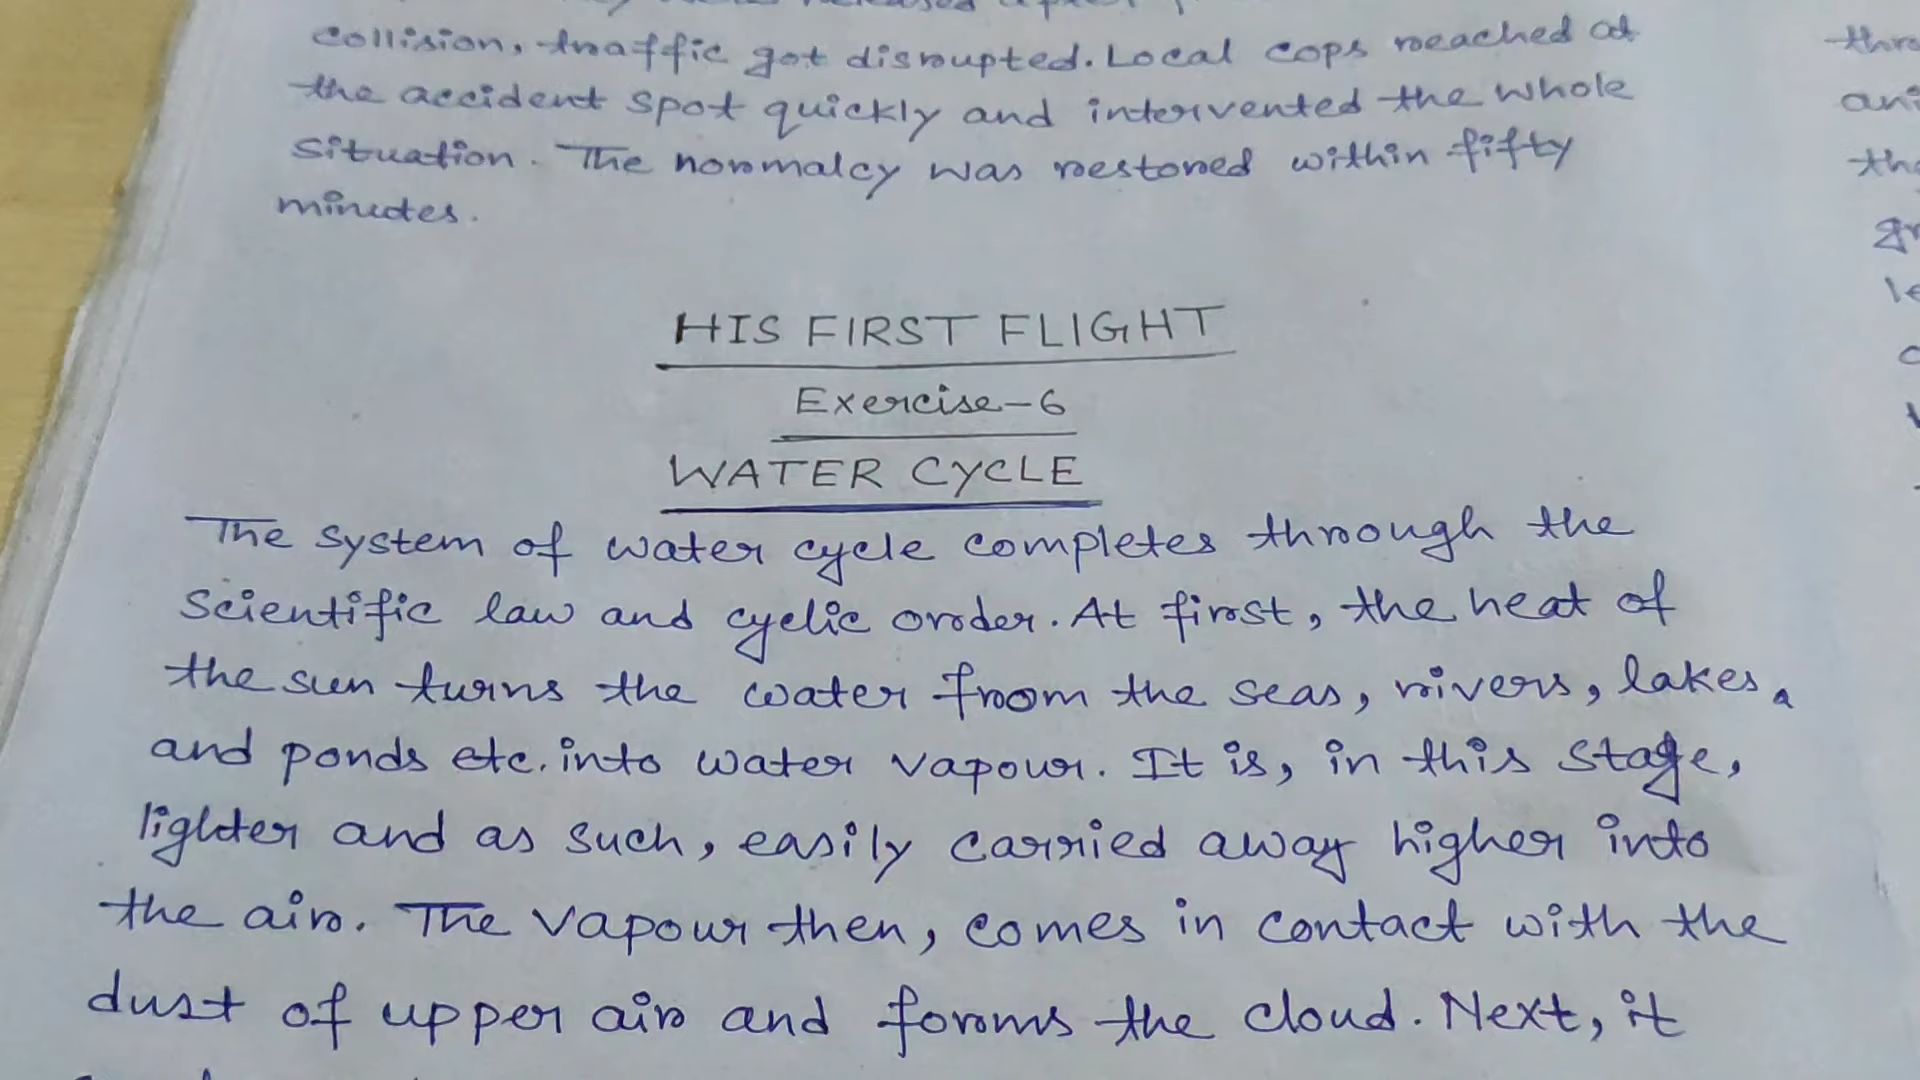 collision, traffic got disrupted. Local cops reached at
the accident spot quickly and intervented the whole
situation. The normalcy was restored within fifty
minutes.
HIS FIRST FLIGHT
Exercise-6
WATER CYCLE
The system of water cycle completes through the
scientific law and cyclic order. At first, the heat of
the sun turns the water from the seas, rivers, lakes,
and ponds etc. into water vapour. It is, in this stage,
lighter and as such, easily carried away higher into
the air. The vapour then, comes in contact with the
dust of upper air and forms the cloud. Next, it